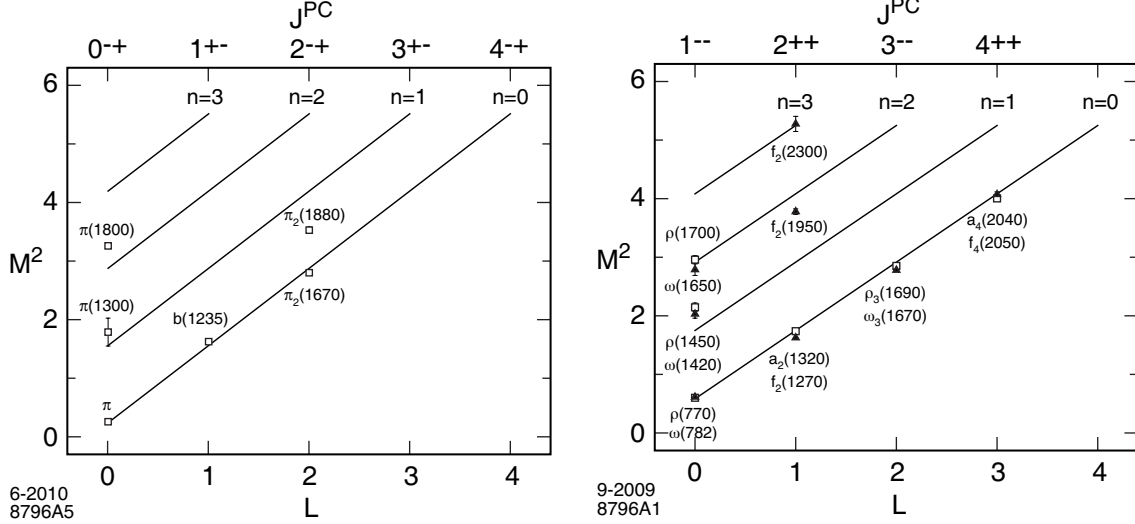 J^PC
0-+ 1+- 2-+ 3+- 4-+
6
n=3 n=2 n=1 n=0
4
π(1800)
π₂(1880)
M²
π(1300)
b(1235)
π₂(1670)
2
π
0
0 1 2 3 4
L
6-2010
8796A5
J^PC
1-- 2++ 3-- 4++
6
n=3 n=2 n=1 n=0
f₂(2300)
4
ρ(1700)
f₂(1950)
a₄(2040)
f₄(2050)
M²
ω(1650)
ρ₃(1690)
ω₃(1670)
2
ρ(1450)
ω(1420)
a₂(1320)
f₂(1270)
ρ(770)
ω(782)
0
0 1 2 3 4
L
9-2009
8796A1